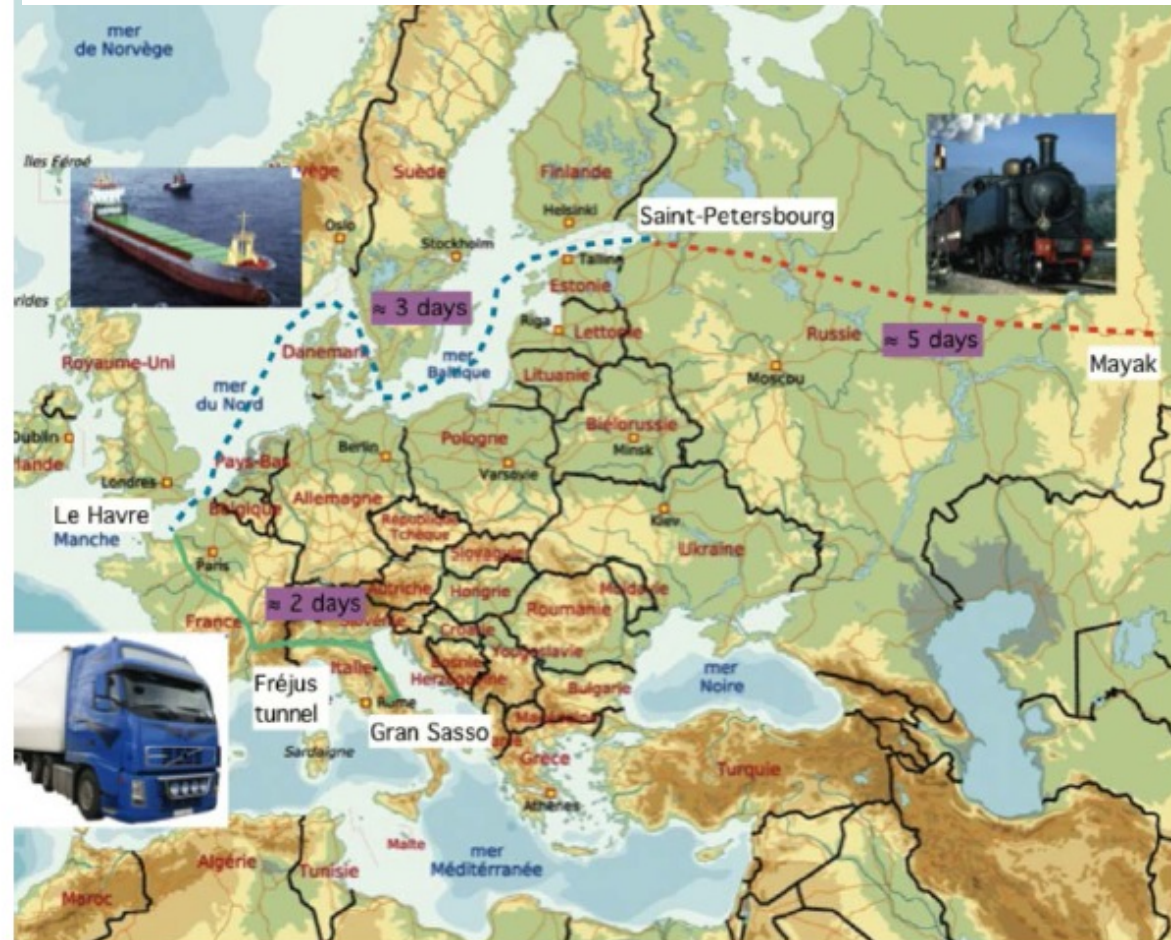 mer
de Norvège
îles Féroé
Suède
Finlande
Helsinki
Saint-Petersbourg
Oslo
Stockholm
Tallinn
Estonie
≈ 3 days
Riga
Lettonie
Russie
≈ 5 days
Royaume-Uni
Danemark
mer
Baltique
Lituanie
Moscou
Mayak
mer
du Nord
Biélorussie
Minsk
Dublin
Berlin
Pologne
Varsovie
Pays-Bas
Londres
Allemagne
Belgique
Le Havre
Manche
République
Tchèque
Kiev
Ukraine
Paris
Slovaquie
≈ 2 days
Autriche
Hongrie
Moldavie
France
Slovénie
Roumanie
Croatie
Yougoslavie
Italie
Bosnie
Herzégovine
mer
Noire
Fréjus
tunnel
Rome
Bulgarie
Gran Sasso
Sardaigne
Grèce
Turquie
Athènes
Malte
mer
Méditérranée
Algérie
Tunisie
Maroc